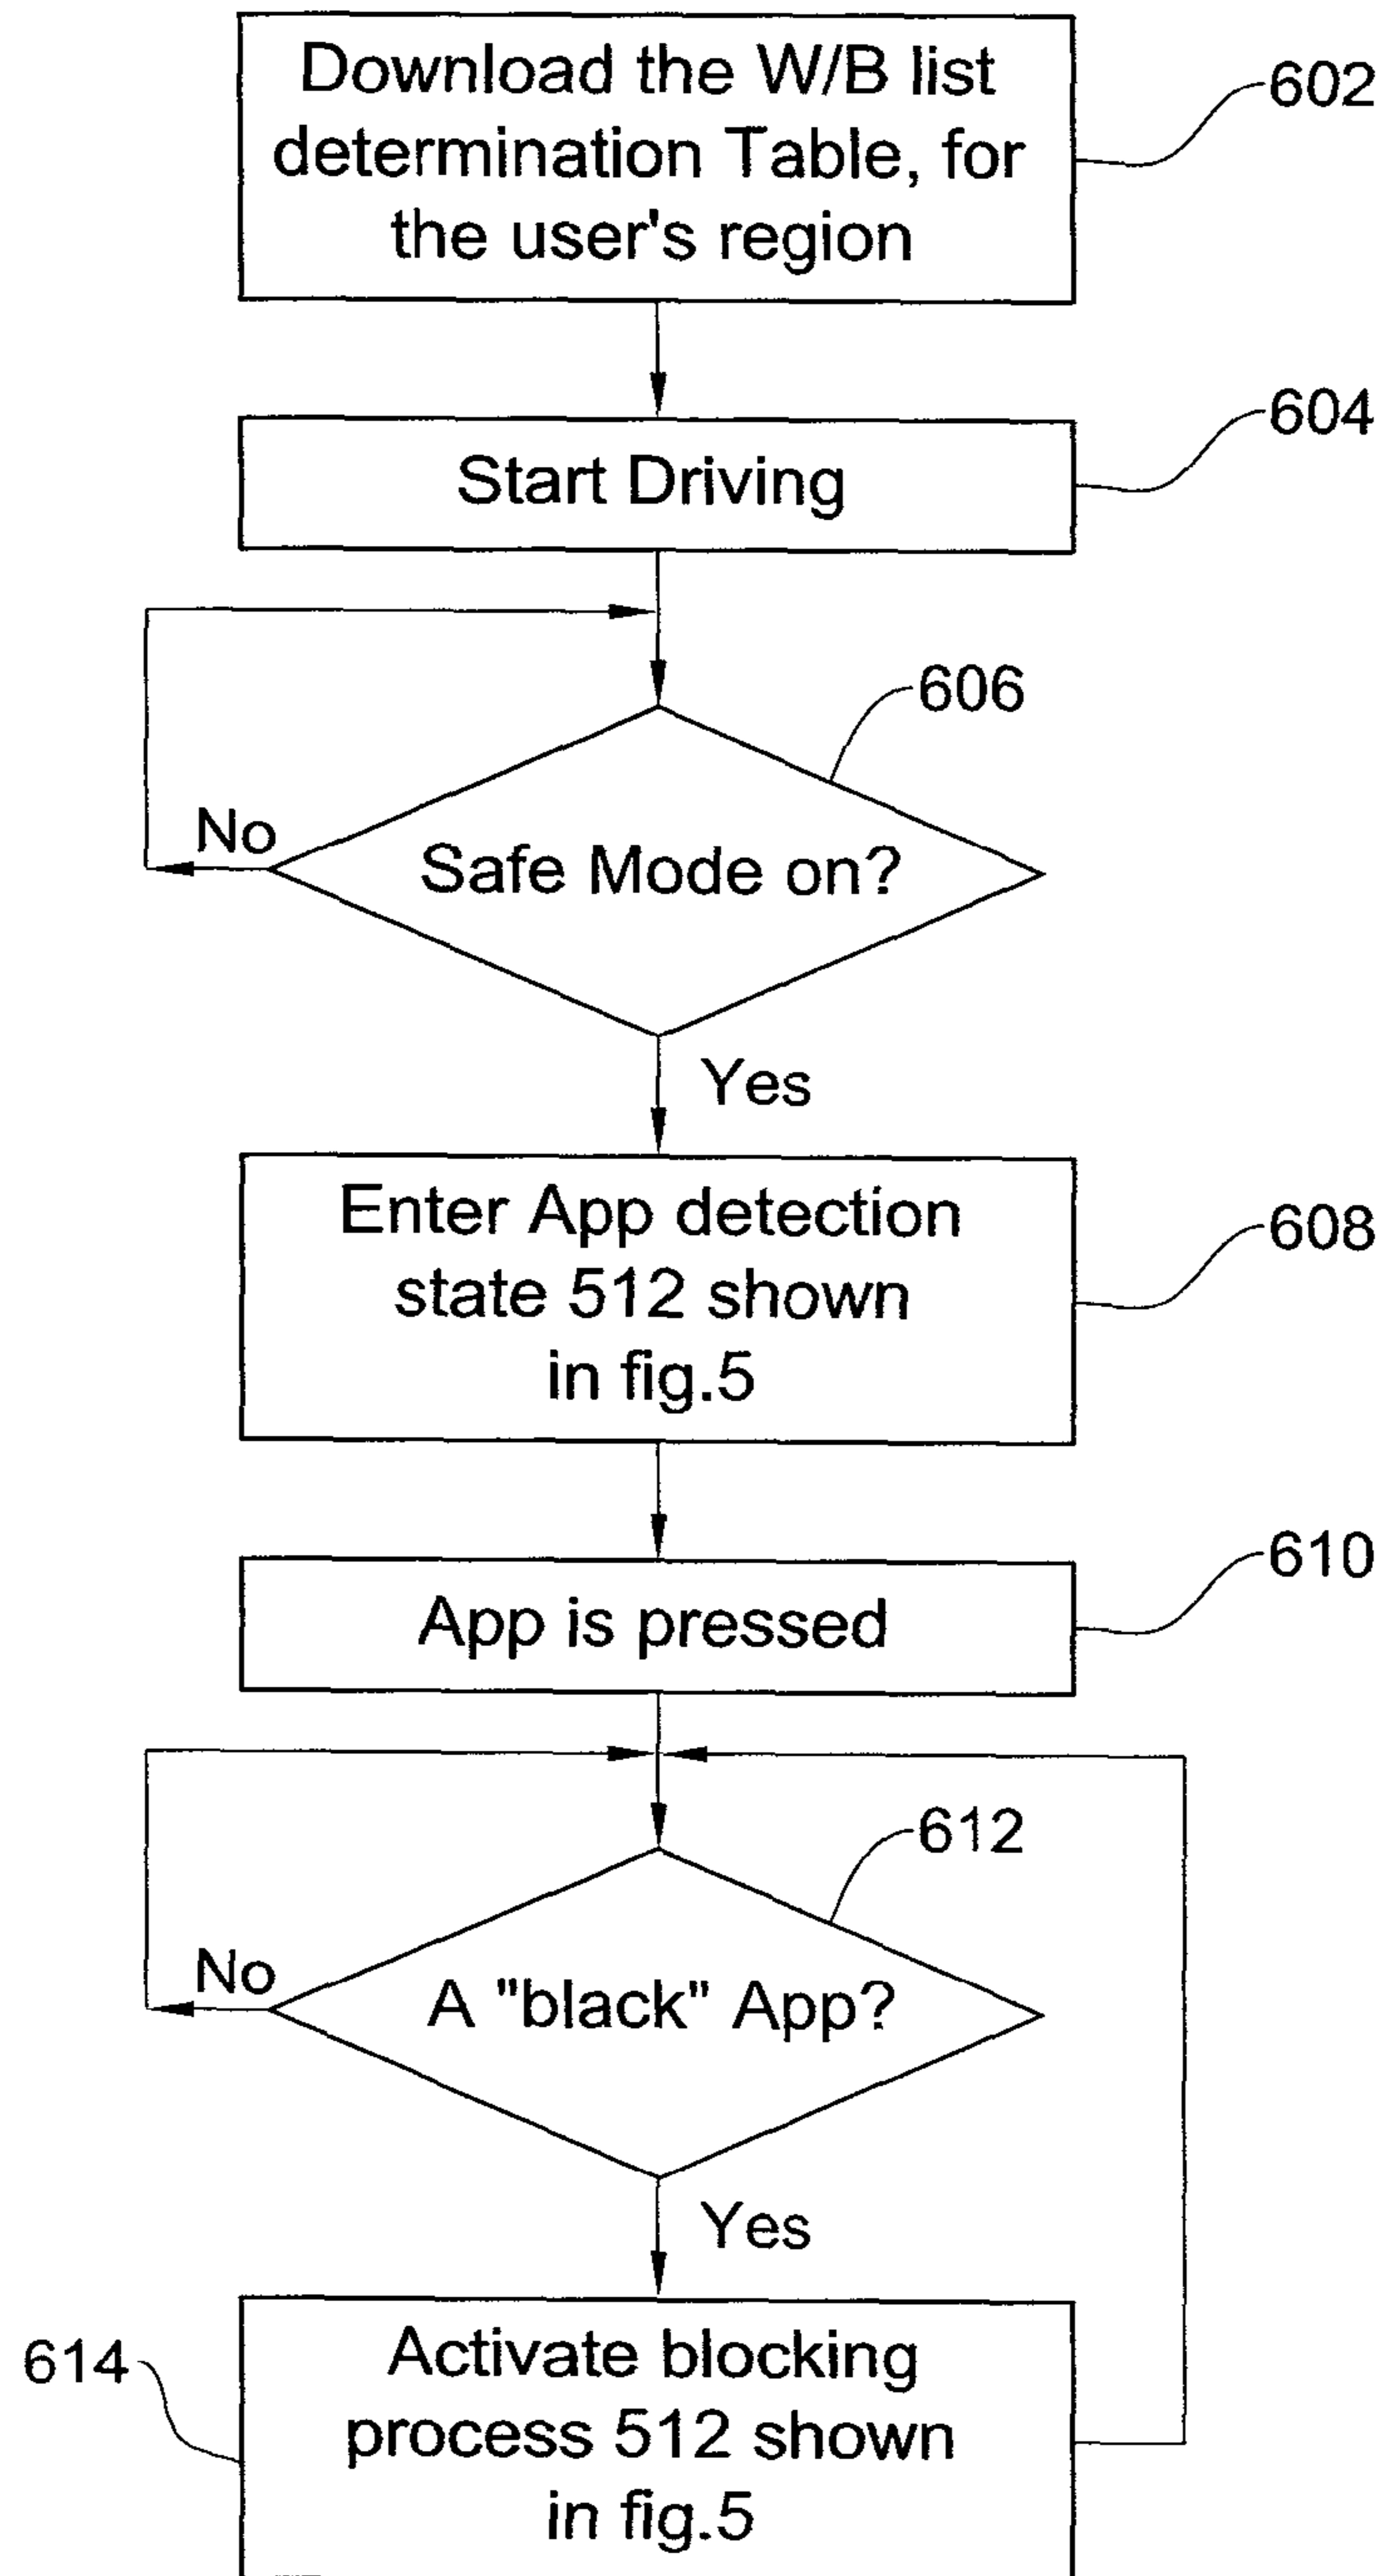 Download the W/B list
determination Table, for
the user's region
602
Start Driving
604
606
Safe Mode on?
No
Yes
Enter App detection
state 512 shown
in fig.5
608
App is pressed
610
612
A "black" App?
No
Yes
Activate blocking
process 512 shown
in fig.5
614